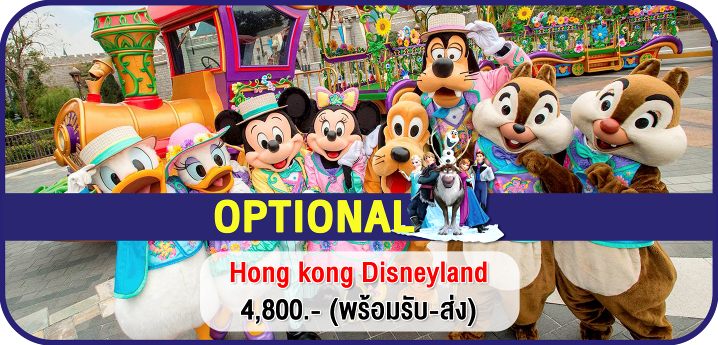 OPTIONAL
Hong kong Disneyland
4,800.- (พร้อมรับ-ส่ง)